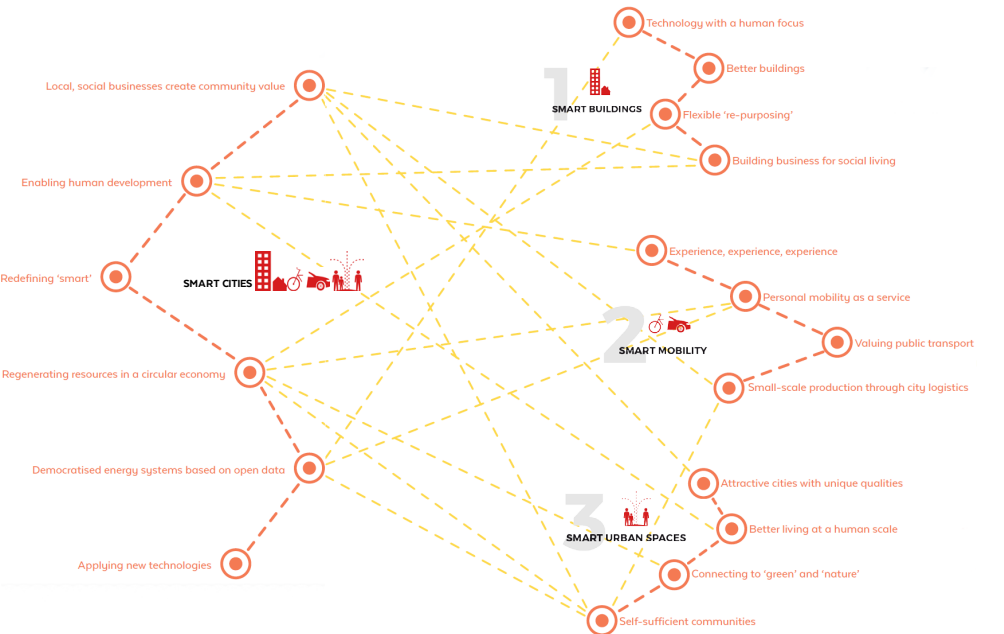 Technology with a human focus
Better buildings
Local, social businesses create community value
1
SMART BUILDINGS
Flexible ‘re-purposing’
Building business for social living
Enabling human development
Experience, experience, experience
Redefining ‘smart’
SMART CITIES
Personal mobility as a service
2
SMART MOBILITY
Valuing public transport
Regenerating resources in a circular economy
Small-scale production through city logistics
Democratised energy systems based on open data
Attractive cities with unique qualities
3
SMART URBAN SPACES
Better living at a human scale
Applying new technologies
Connecting to ‘green’ and ‘nature’
Self-sufficient communities